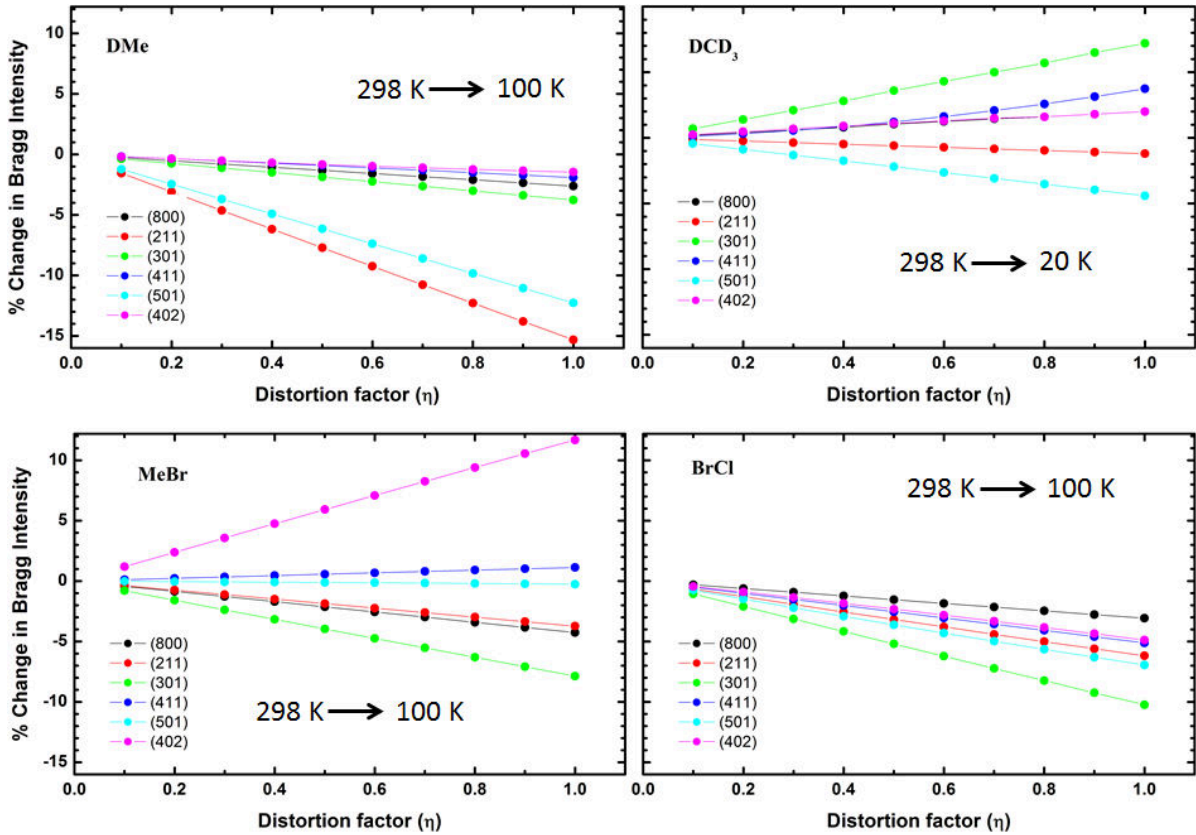 % Change in Bragg Intensity
10
5
0
-5
-10
-15
DMe
298 K → 100 K
(800)
(211)
(301)
(411)
(501)
(402)
0.0 0.2 0.4 0.6 0.8 1.0
Distortion factor (η)
DCD3
(800)
(211)
(301)
(411)
(501)
(402)
298 K → 20 K
0.0 0.2 0.4 0.6 0.8 1.0
Distortion factor (η)
% Change in Bragg Intensity
10
5
0
-5
-10
-15
MeBr
(800)
(211)
(301)
(411)
(501)
(402)
298 K → 100 K
0.0 0.2 0.4 0.6 0.8 1.0
Distortion factor (η)
BrCl
298 K → 100 K
(800)
(211)
(301)
(411)
(501)
(402)
0.0 0.2 0.4 0.6 0.8 1.0
Distortion factor (η)